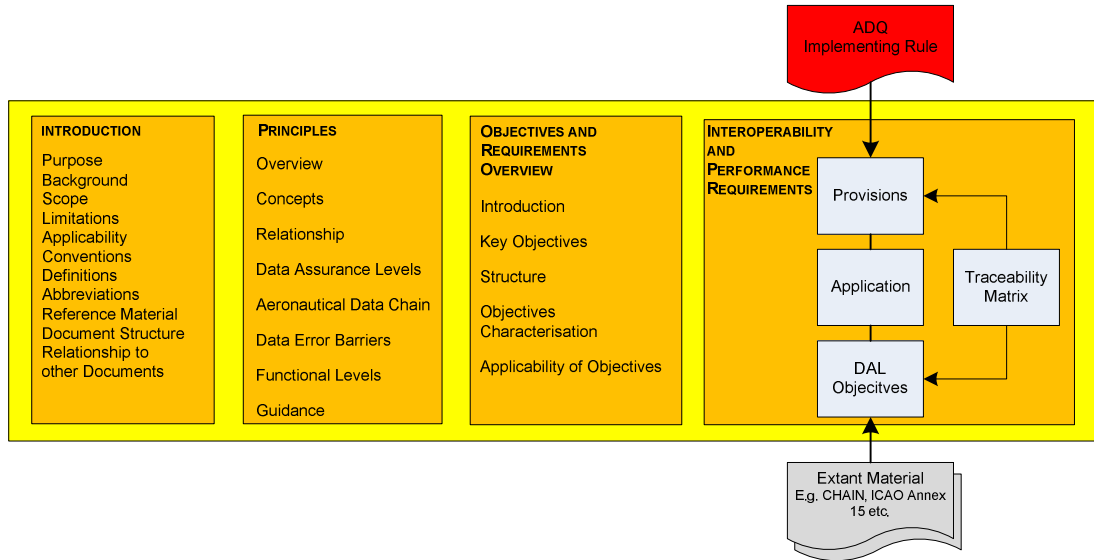 ADQ
Implementing Rule
INTRODUCTION
Purpose
Background
Scope
Limitations
Applicability
Conventions
Definitions
Abbreviations
Reference Material
Document Structure
Relationship to
other Documents
PRINCIPLES
Overview
Concepts
Relationship
Data Assurance Levels
Aeronautical Data Chain
Data Error Barriers
Functional Levels
Guidance
OBJECTIVES AND
REQUIREMENTS
OVERVIEW
Introduction
Key Objectives
Structure
Objectives
Characterisation
Applicability of Objectives
INTEROPERABILITY
AND
PERFORMANCE
REQUIREMENTS
Provisions
Application
Traceability
Matrix
DAL
Objecitves
Extant Material
E.g. CHAIN, ICAO Annex
15 etc.